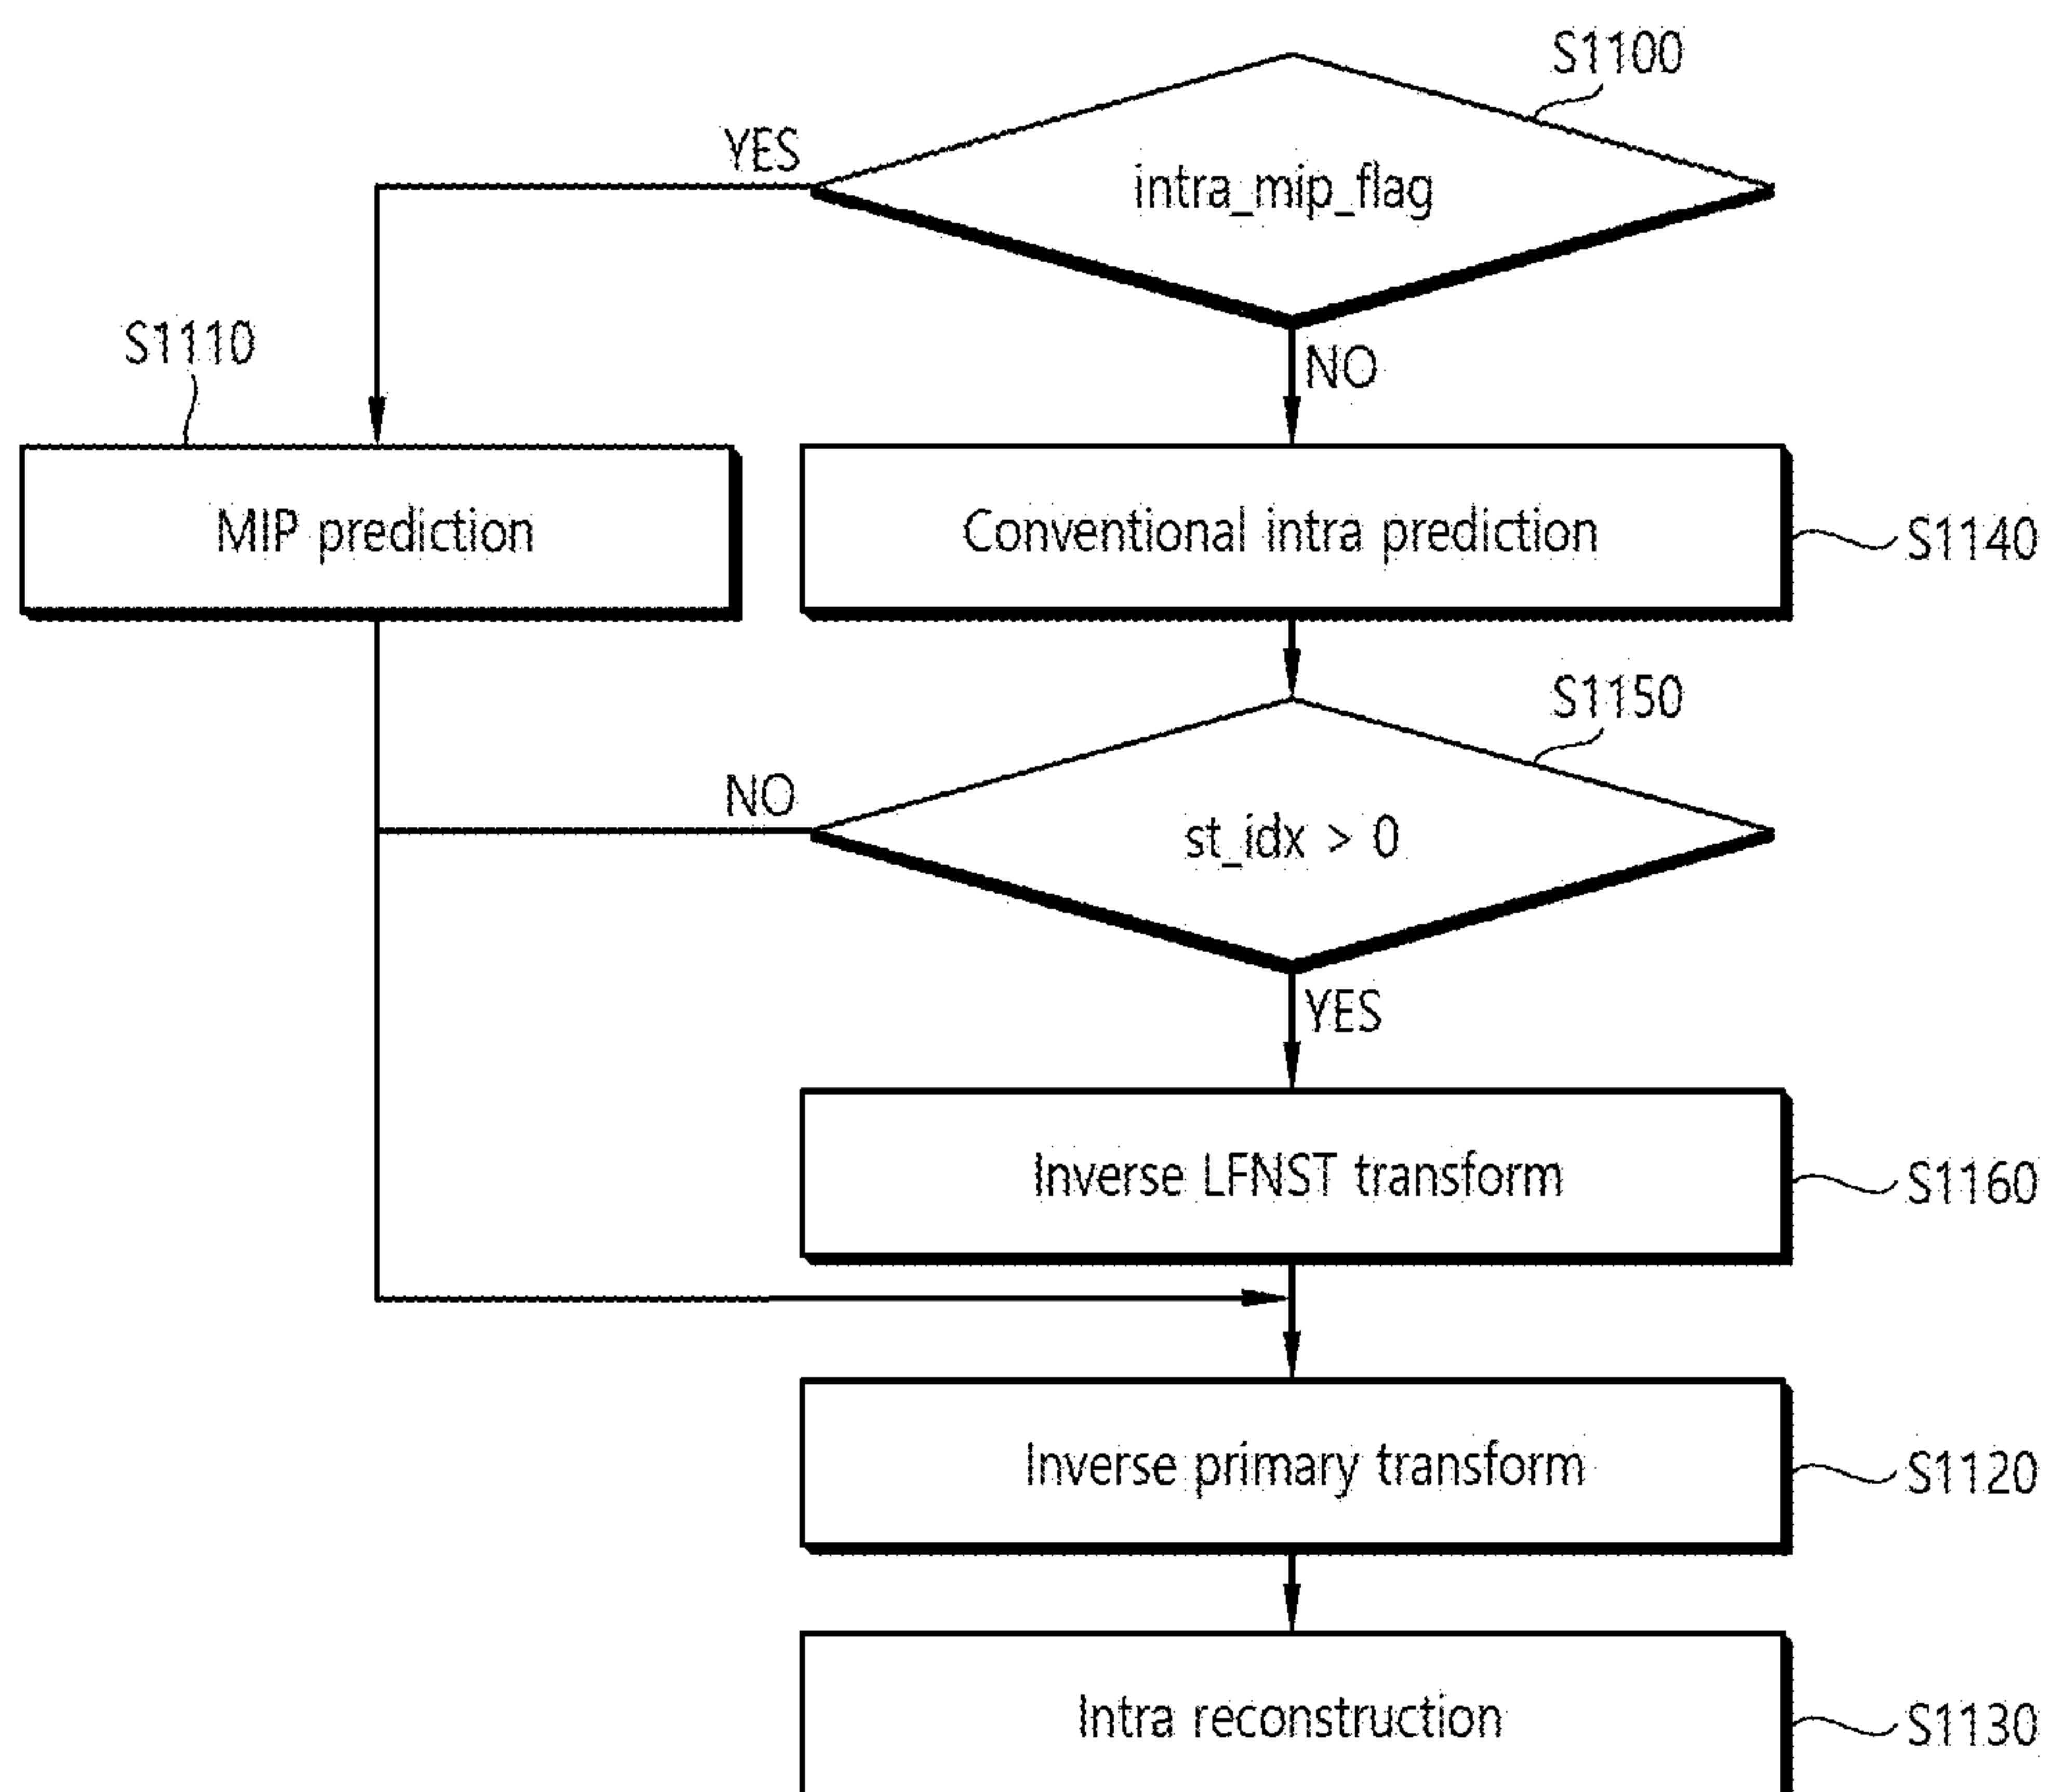 S1100
YES
intra_mip_flag
S1110
NO
MIP prediction
Conventional intra prediction
S1140
S1150
NO
st_idx > 0
YES
Inverse LFNST transform
S1160
Inverse primary transform
S1120
Intra reconstruction
S1130